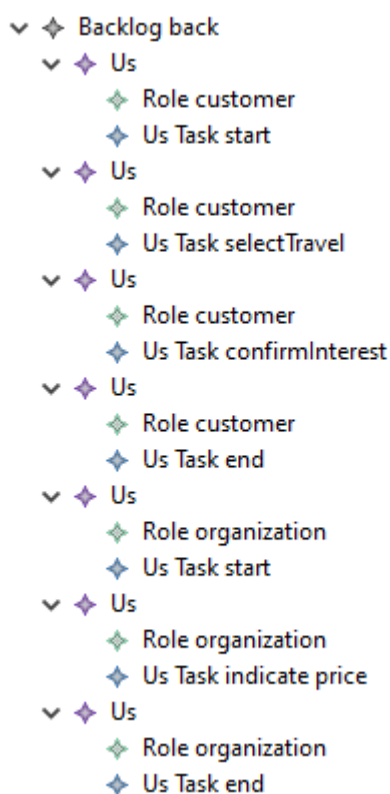 Backlog back
Us
Role customer
Us Task start
Us
Role customer
Us Task selectTravel
Us
Role customer
Us Task confirmInterest
Us
Role customer
Us Task end
Us
Role organization
Us Task start
Us
Role organization
Us Task indicate price
Us
Role organization
Us Task end